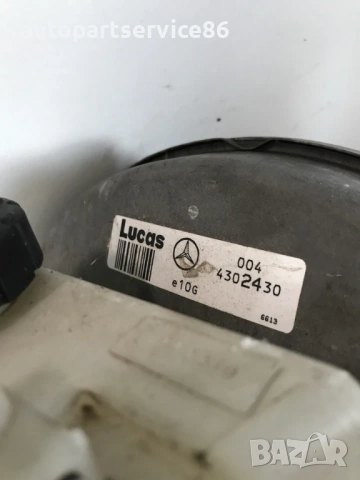 autopartservice86
Lucas
004
4302430
e10G
6613
BAZAR